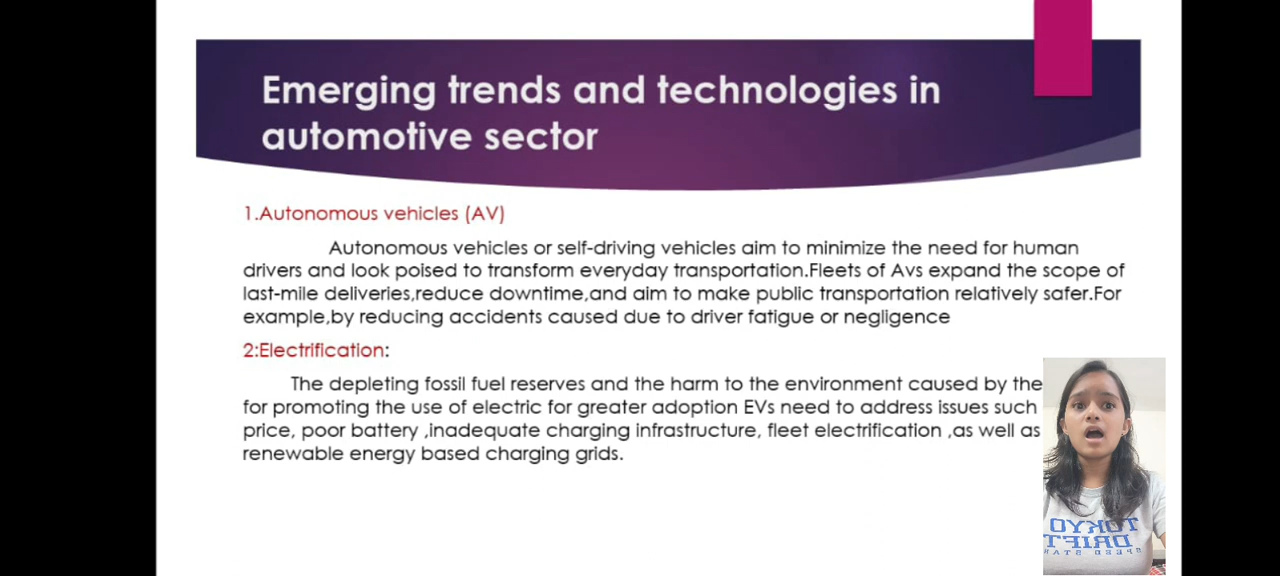 Emerging trends and technologies in
automotive sector
1.Autonomous vehicles (AV)
Autonomous vehicles or self-driving vehicles aim to minimize the need for human
drivers and look poised to transform everyday transportation.Fleets of Avs expand the scope of
last-mile deliveries,reduce downtime,and aim to make public transportation relatively safer.For
example,by reducing accidents caused due to driver fatigue or negligence
2:Electrification:
The depleting fossil fuel reserves and the harm to the environment caused by the
for promoting the use of electric for greater adoption EVs need to address issues such
price, poor battery ,inadequate charging infrastructure, fleet electrification ,as well as
renewable energy based charging grids.
TOKYO
DRIFT
SPEED STAR